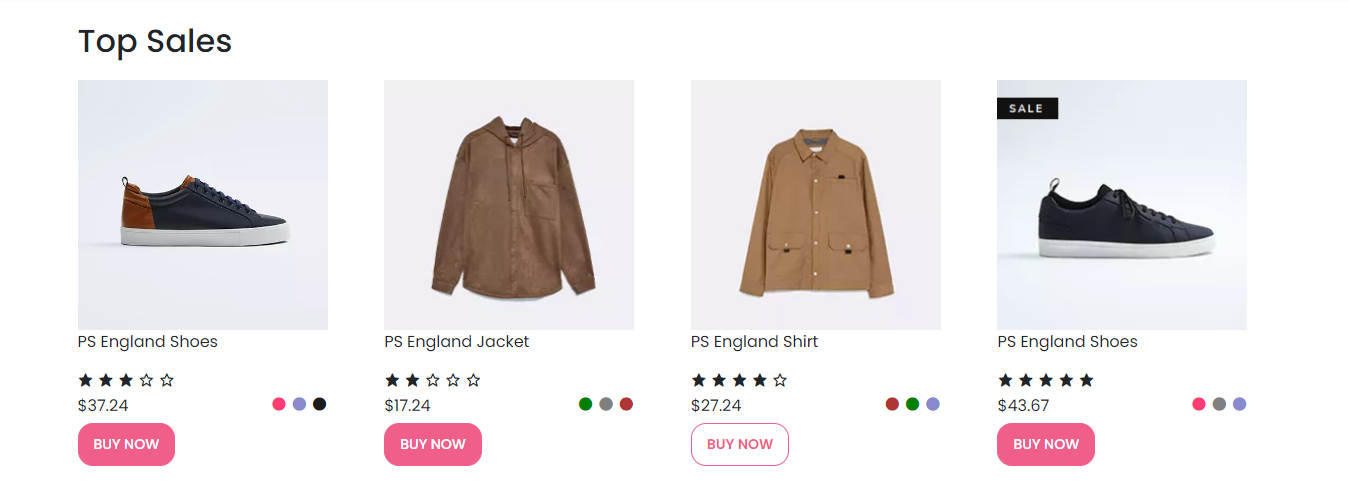 Top Sales
SALE
PS England Shoes
PS England Jacket
PS England Shirt
PS England Shoes
$37.24
$17.24
$27.24
$43.67
BUY NOW
BUY NOW
BUY NOW
BUY NOW